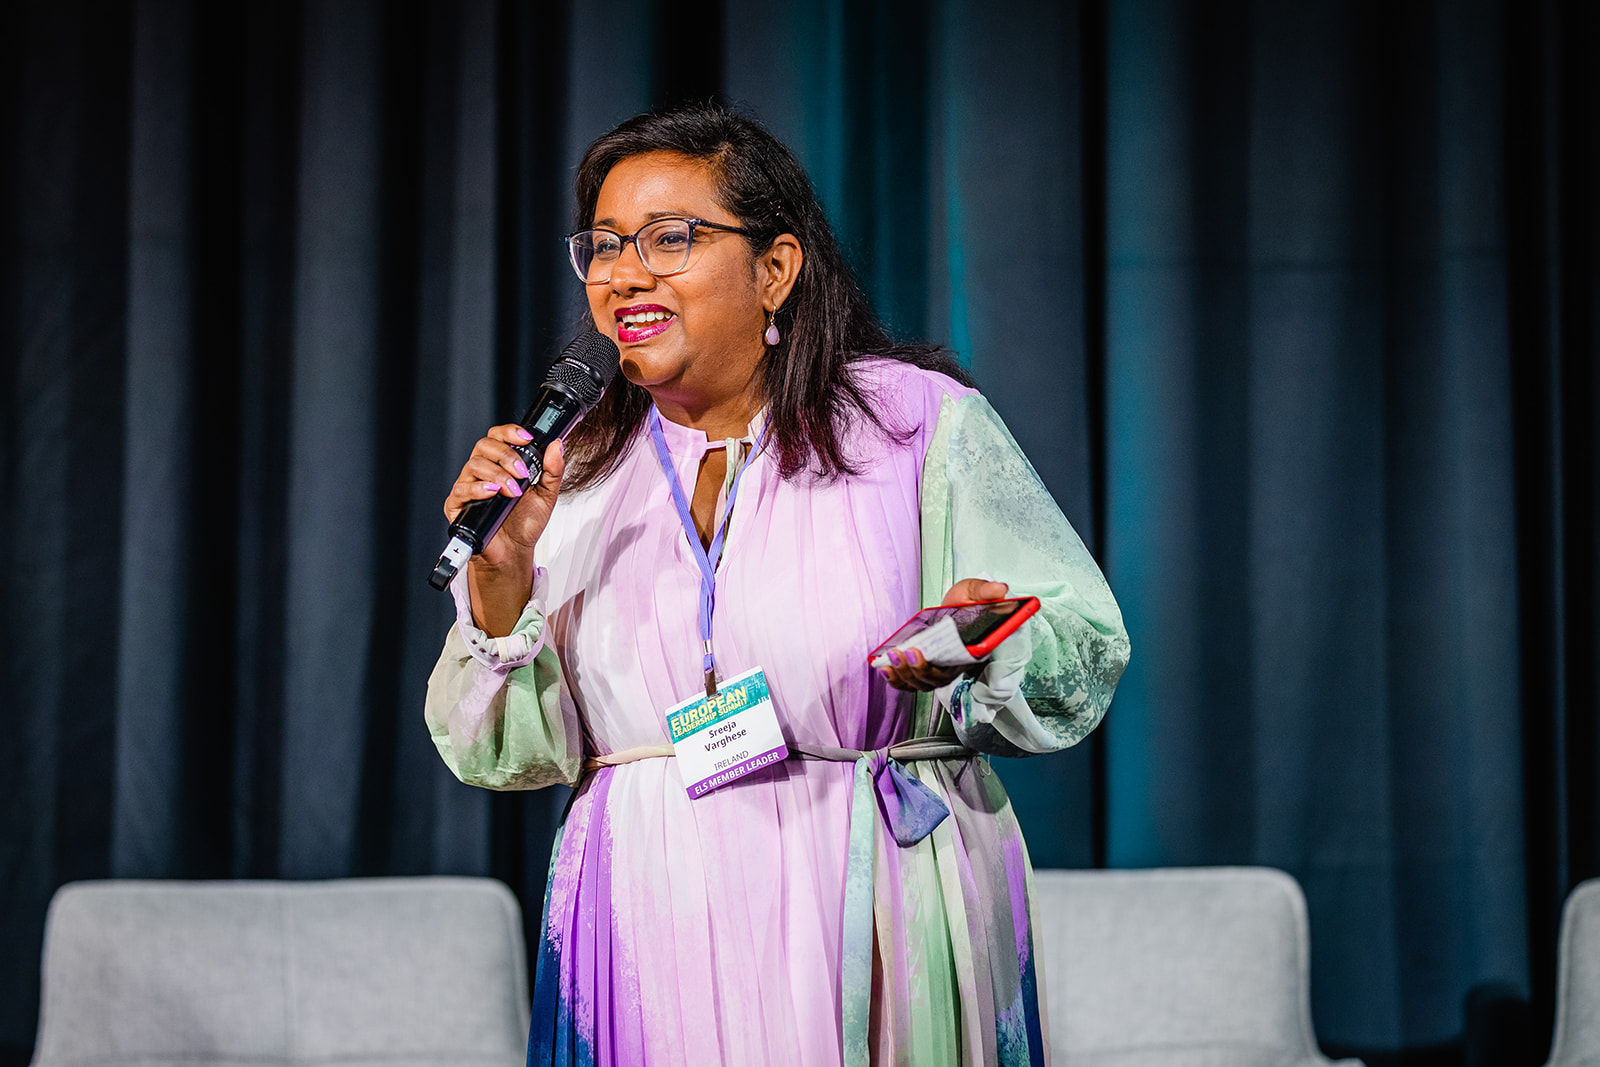 EUROPEAN
LEADERSHIP SUMMIT
Sreeja
Varghese
IRELAND
ELS MEMBER LEADER